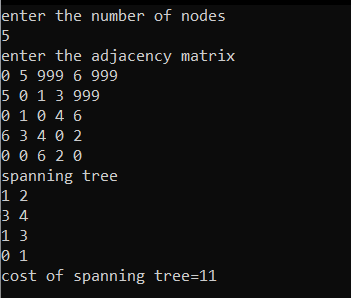 enter the number of nodes
5
enter the adjacency matrix
0 5 999 6 999
5 0 1 3 999
0 1 0 4 6
6 3 4 0 2
0 0 6 2 0
spanning tree
1 2
3 4
1 3
0 1
cost of spanning tree=11